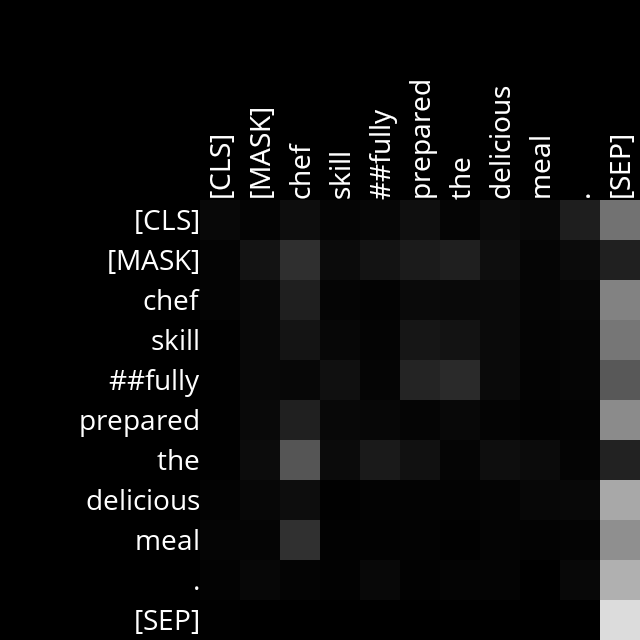 [CLS]
[MASK]
chef
skill
##fully
prepared
the
delicious
meal
.
[SEP]
[CLS]
[MASK]
chef
skill
##fully
prepared
the
delicious
meal
.
[SEP]